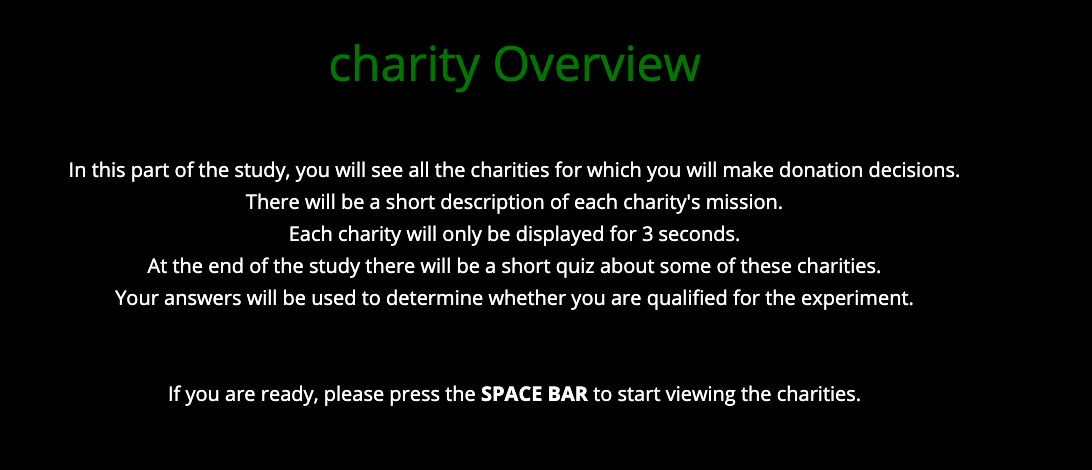 charity Overview
In this part of the study, you will see all the charities for which you will make donation decisions.
There will be a short description of each charity's mission.
Each charity will only be displayed for 3 seconds.
At the end of the study there will be a short quiz about some of these charities.
Your answers will be used to determine whether you are qualified for the experiment.
If you are ready, please press the SPACE BAR to start viewing the charities.